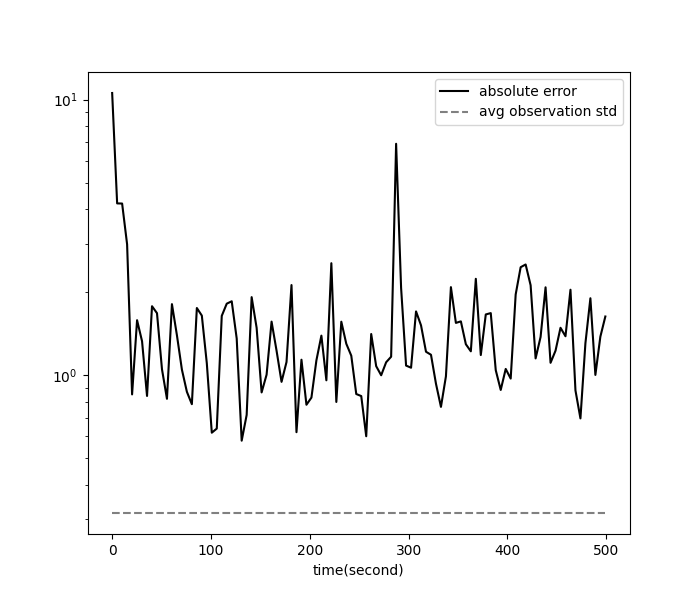 absolute error
avg observation std
10¹
10⁰
0 100 200 300 400 500
time(second)